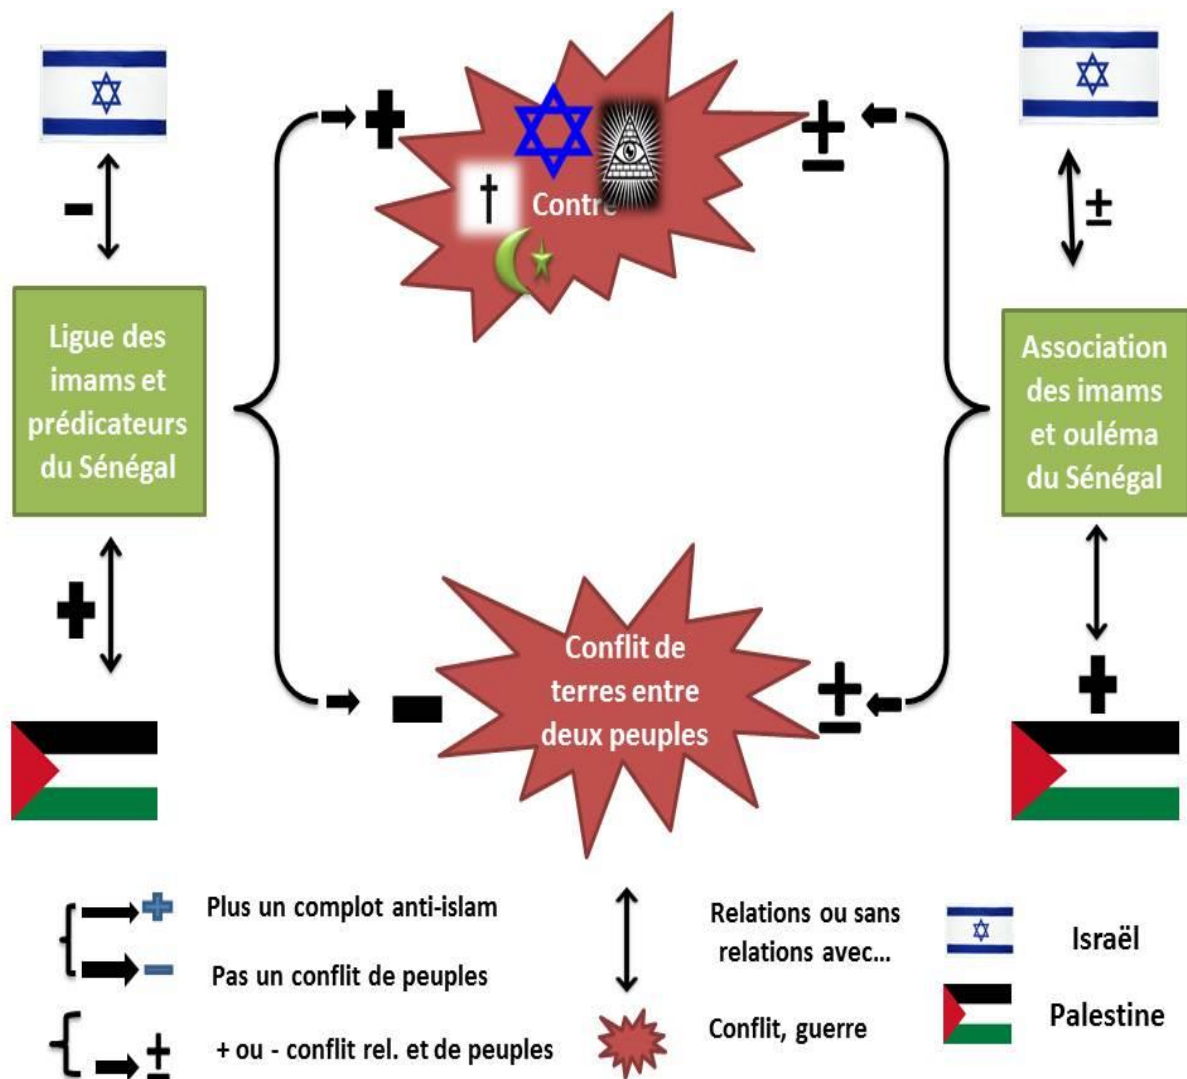 Contre
Ligue des
imams et
prédicateurs
du Sénégal
Association
des imams
et ouléma
du Sénégal
Conflit de
terres entre
deux peuples
Plus un complot anti-islam
Pas un conflit de peuples
+ ou - conflit rel. et de peuples
Relations ou sans
relations avec...
Conflit, guerre
Israël
Palestine